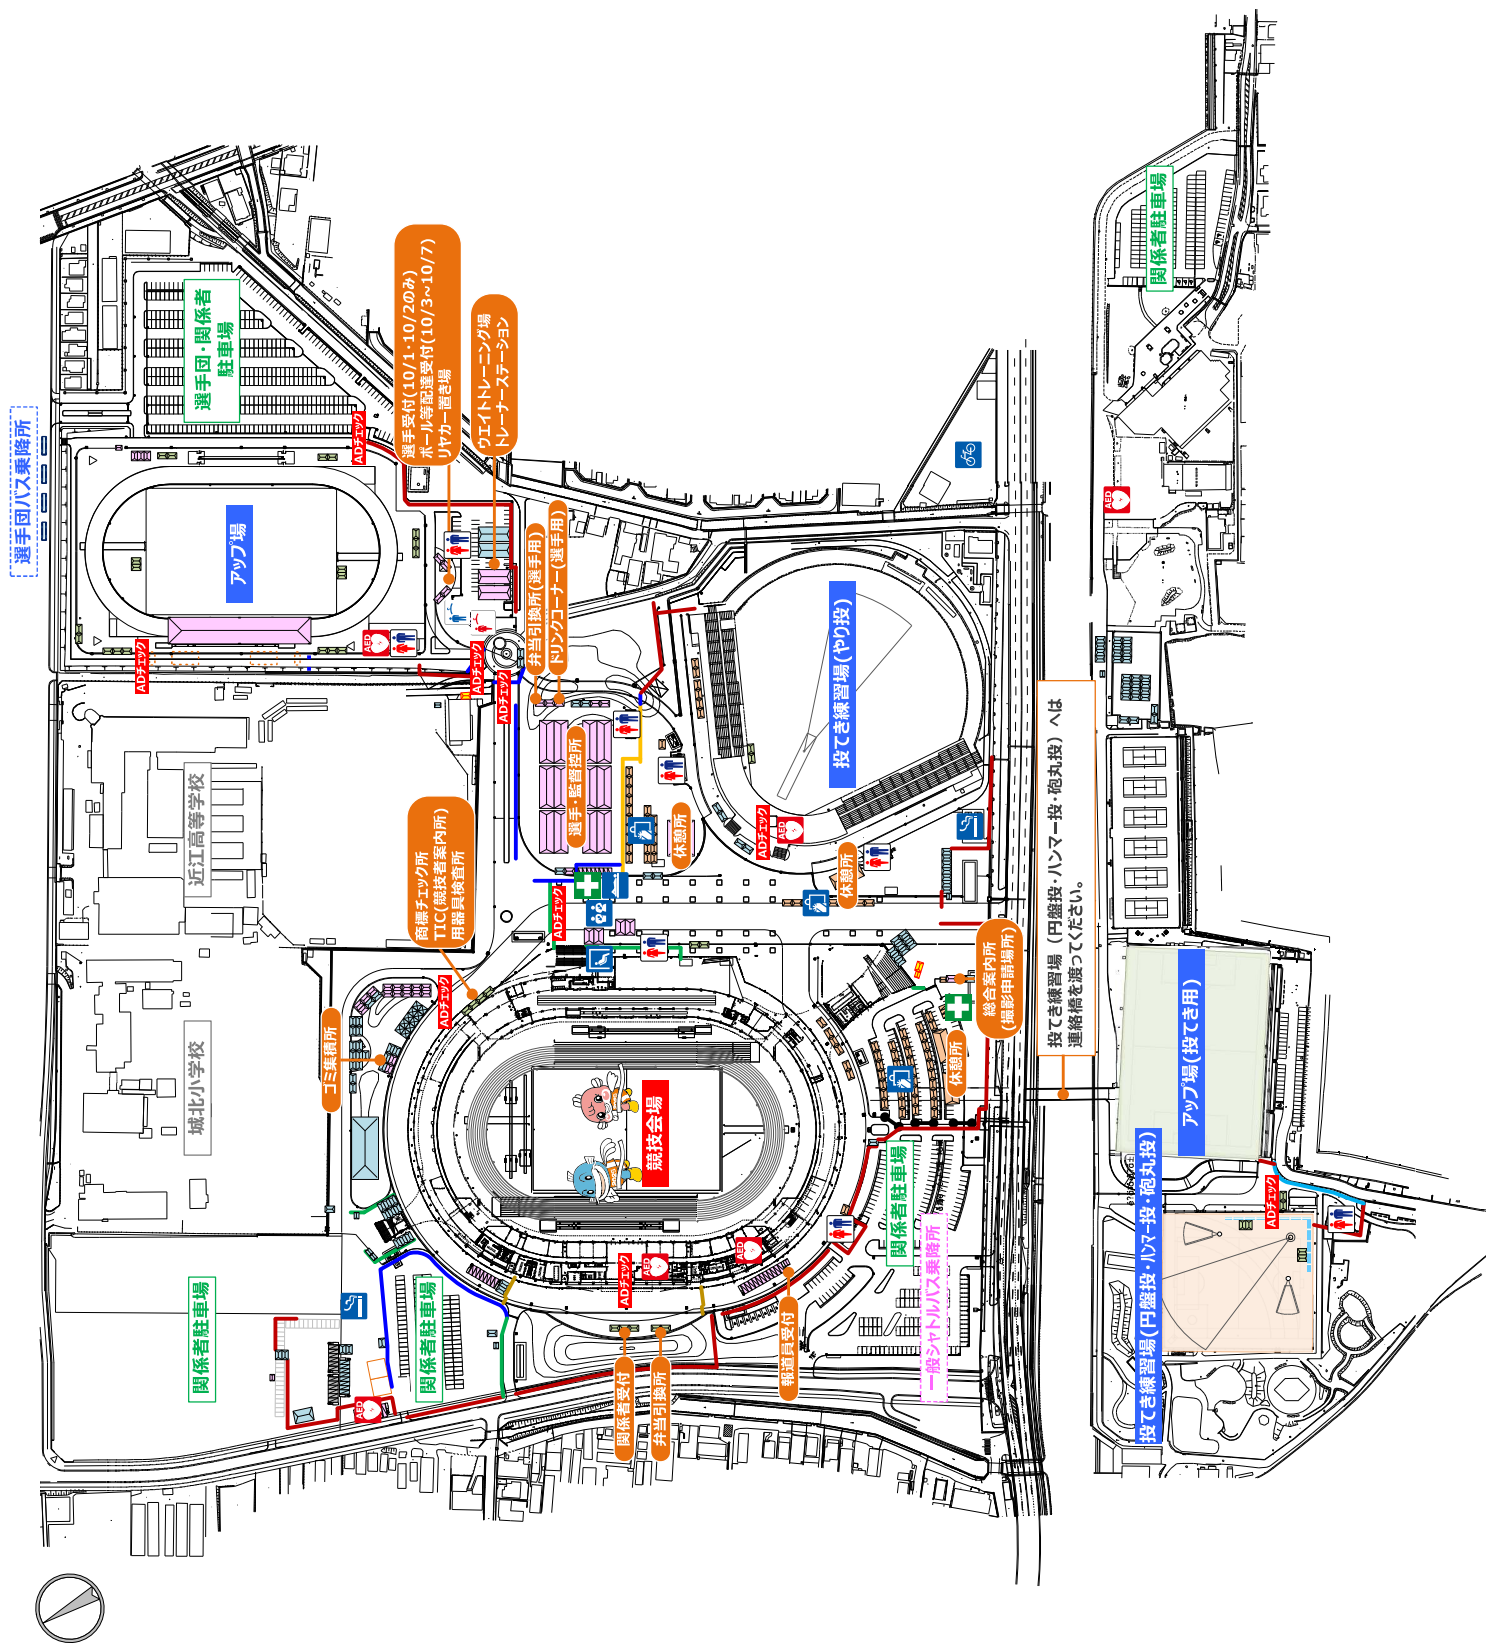 選手団バス乗降所
選手団・関係者
駐車場
アップ場
ADチェック
ADチェック
ADチェック
ADチェック
AED
選手受付(10/1・10/2のみ)
ポール等配達受付(10/3~10/7)
リヤカー置き場
ウエイトトレーニング場
トレーナーステーション
弁当引換所(選手用)
ドリンクコーナー(選手用)
選手・監督控所
休憩所
投てき練習場(やり投)
ADチェック
AED
休憩所
近江高等学校
城北小学校
商標チェック所
TIC(競技者案内所)
用器具検査所
ADチェック
ADチェック
ゴミ集積所
競技会場
総合案内所
(撮影申請場所)
休憩所
関係者駐車場
関係者駐車場
関係者駐車場
AED
ADチェック
AED
AED
関係者受付
弁当引換所
報道員受付
一般シャトルバス乗降所
関係者駐車場
AED
投てき練習場(円盤投・ハンマー投・砲丸投)へは
連絡橋を渡ってください。
アップ場(投てき用)
投てき練習場(円盤投・ハンマー投・砲丸投)
ADチェック